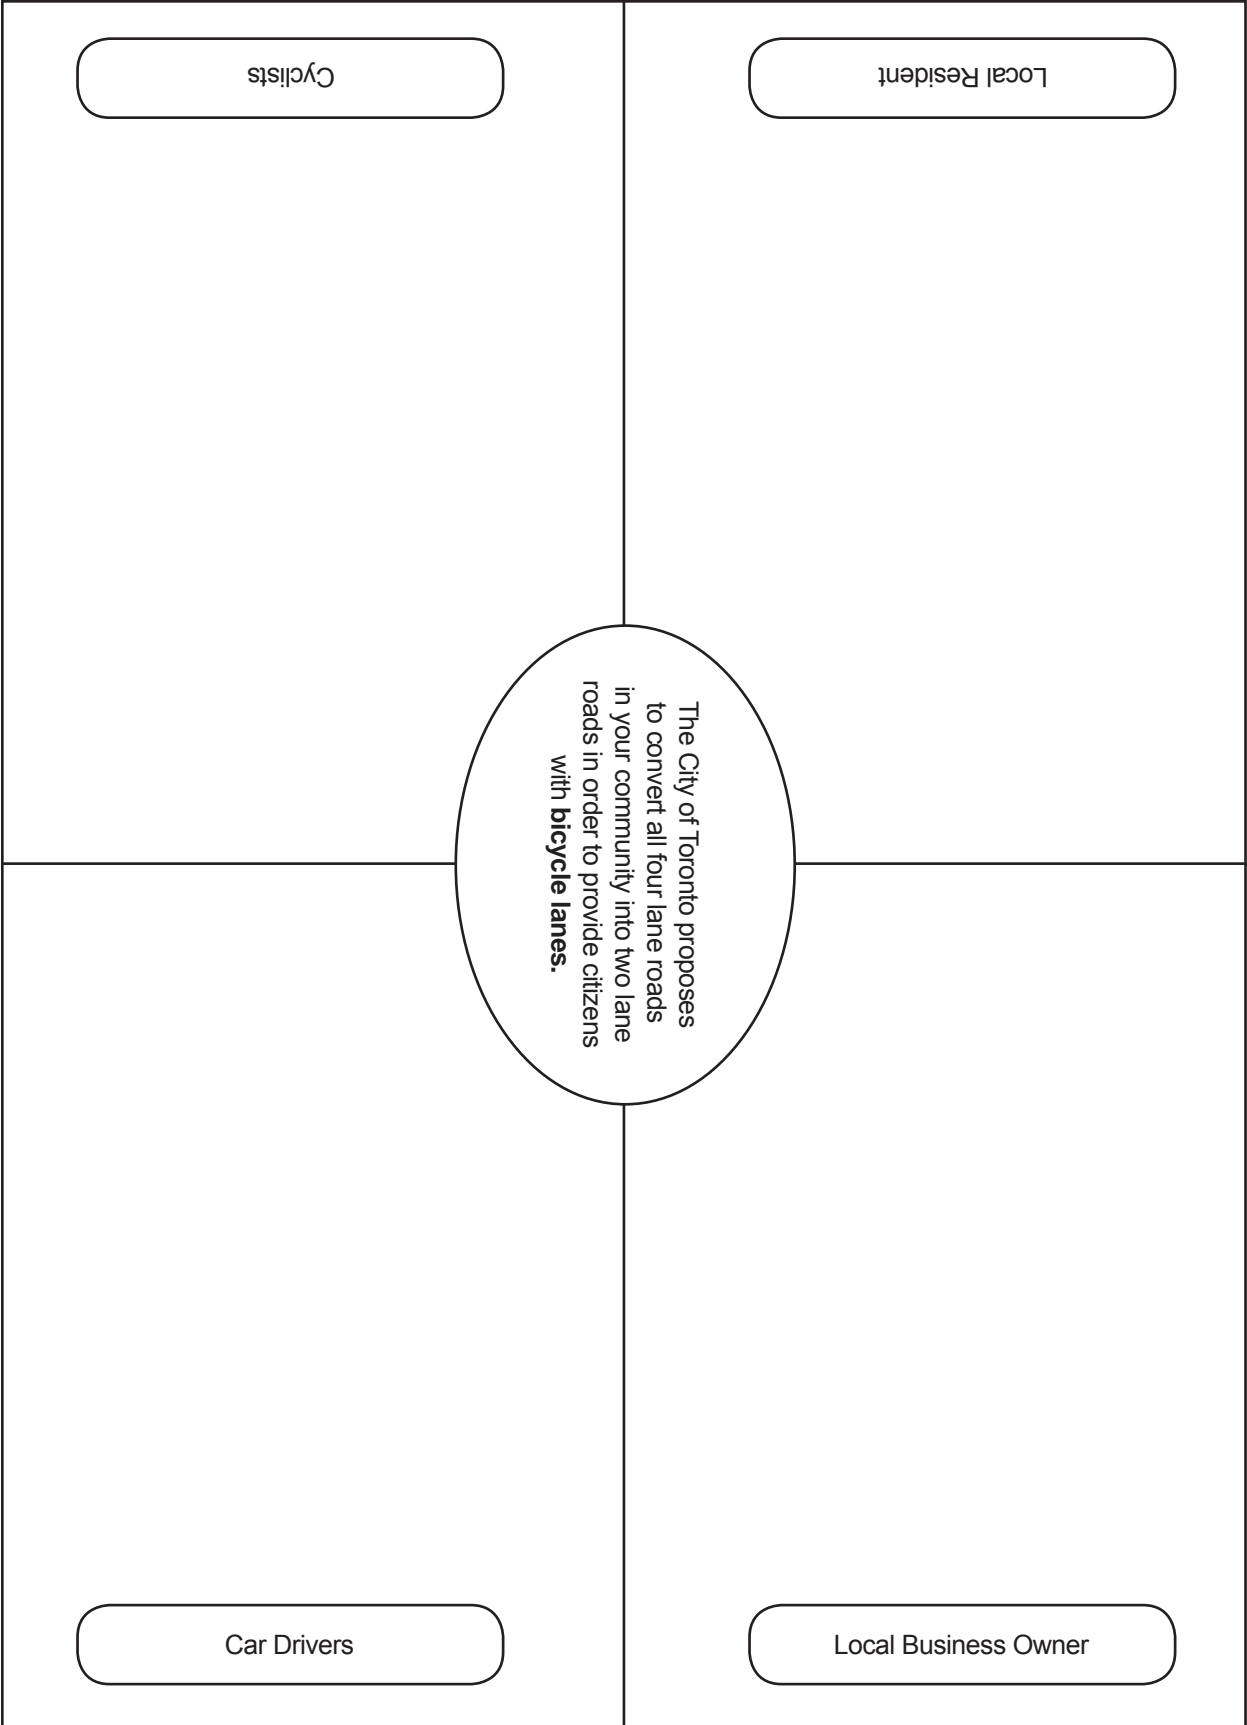 Cyclists
Local Resident
The City of Toronto proposes
to convert all four lane roads
in your community into two lane
roads in order to provide citizens
with bicycle lanes.
Car Drivers
Local Business Owner